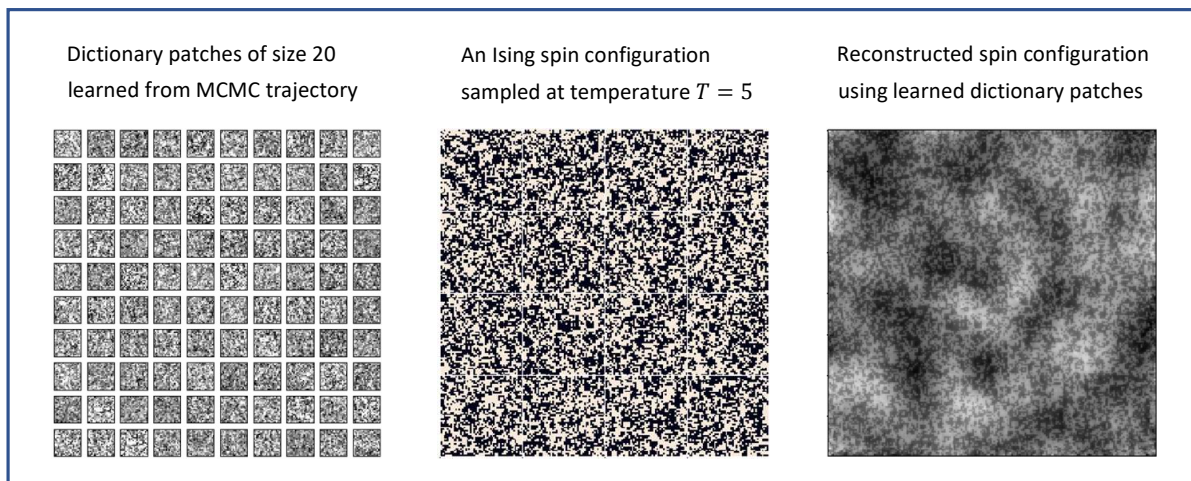 Dictionary patches of size 20
learned from MCMC trajectory
An Ising spin configuration
sampled at temperature 𝑇 = 5
Reconstructed spin configuration
using learned dictionary patches